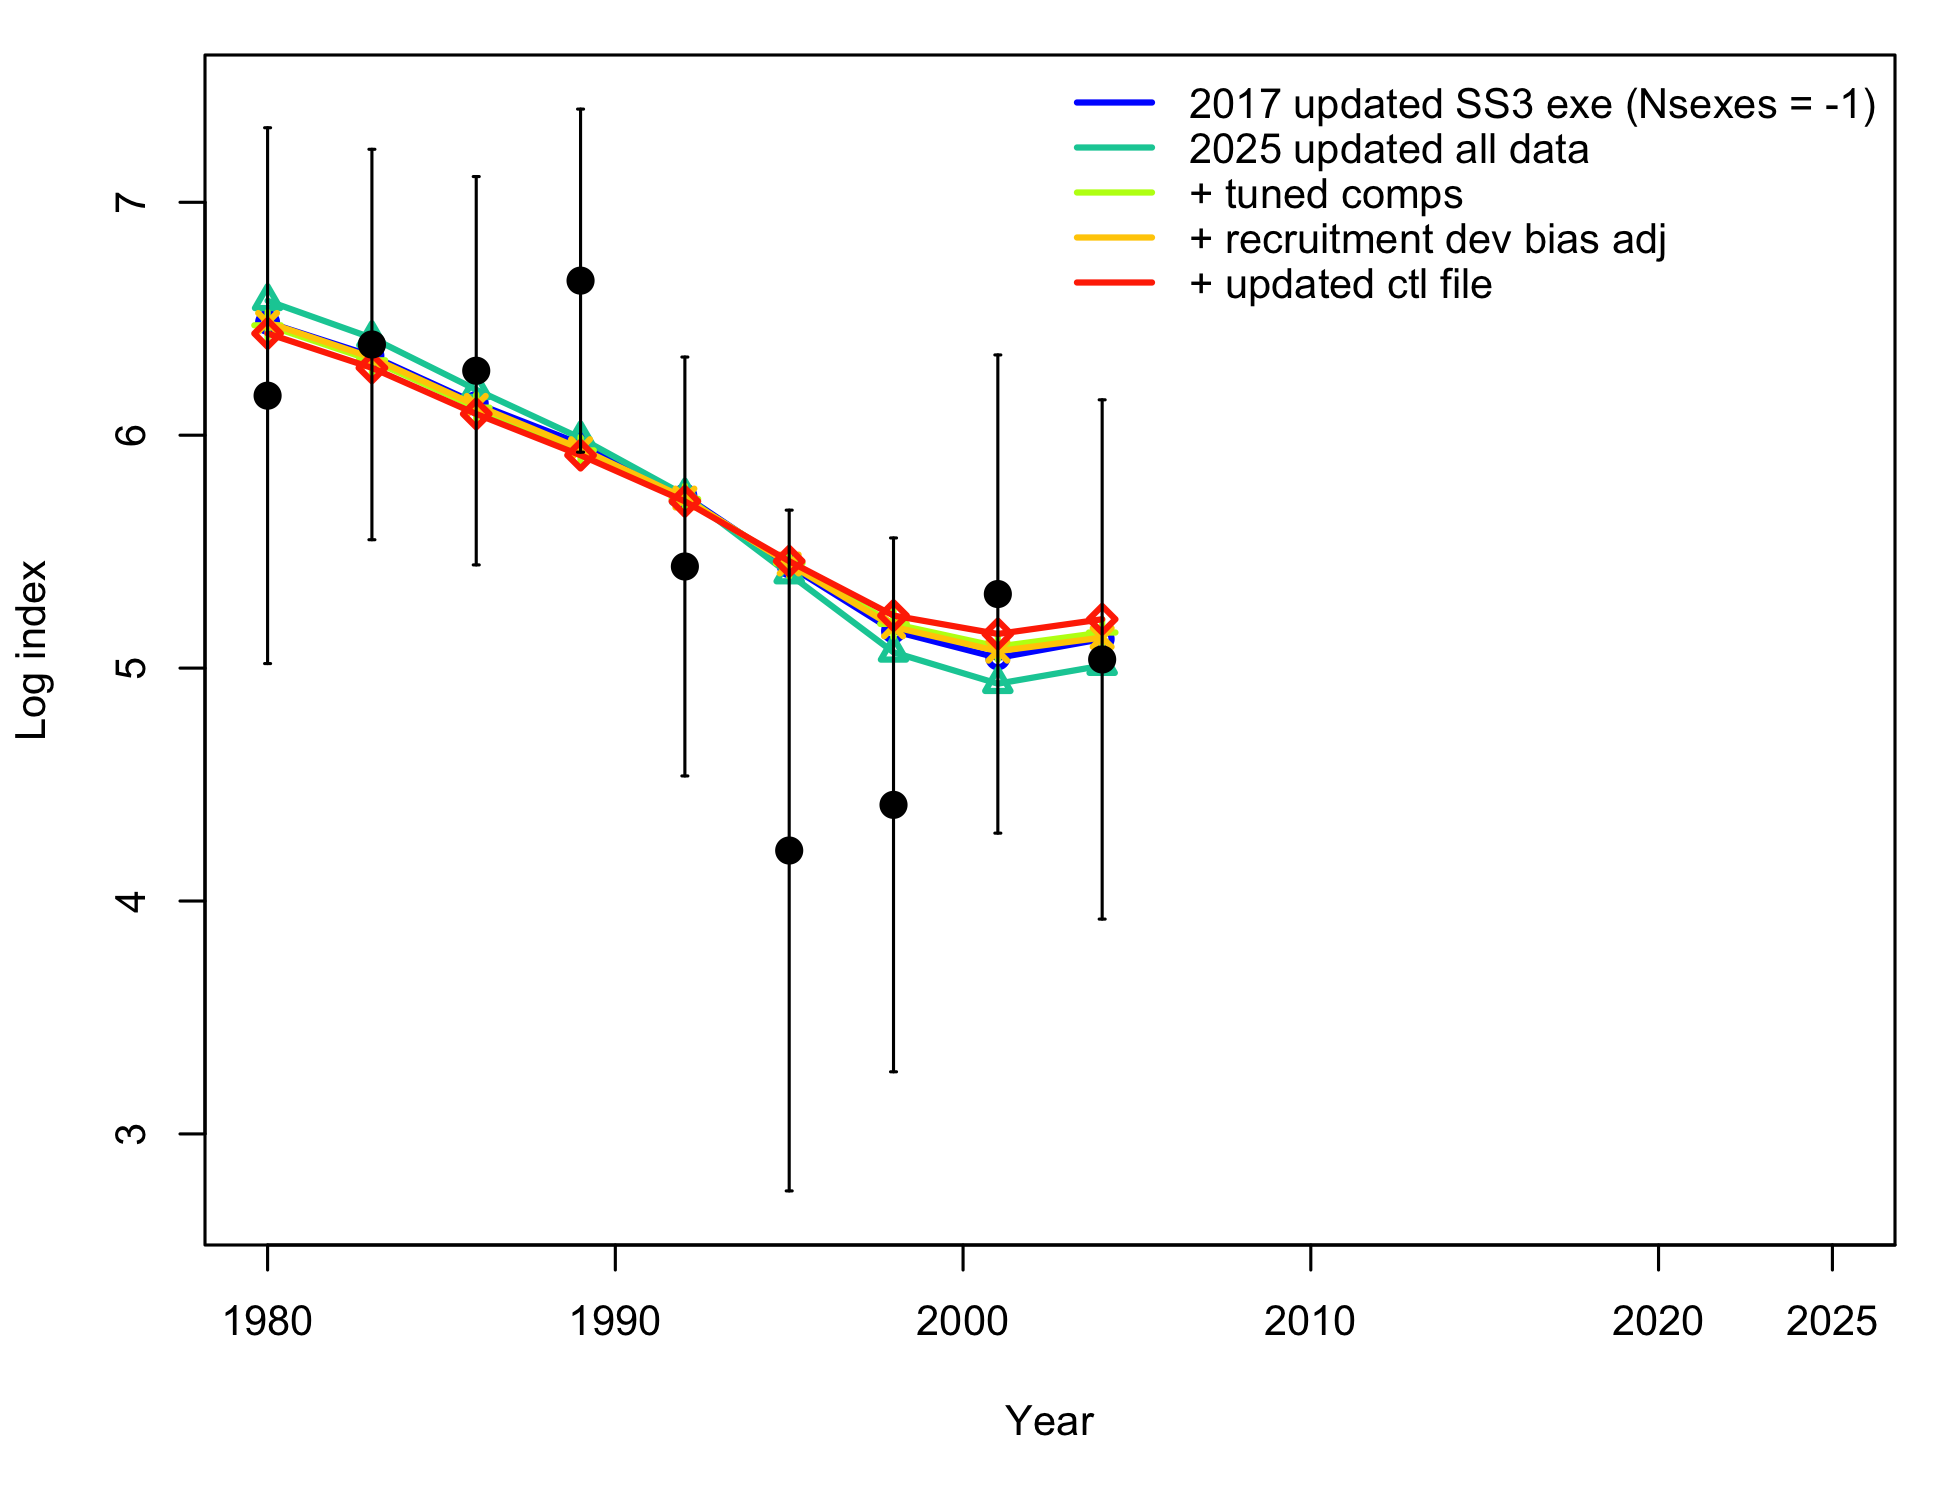 2017 updated SS3 exe (Nsexes = -1)
2025 updated all data
+ tuned comps
+ recruitment dev bias adj
+ updated ctl file
Log index
7
6
5
4
3
1980 1990 2000 2010 2020 2025
Year